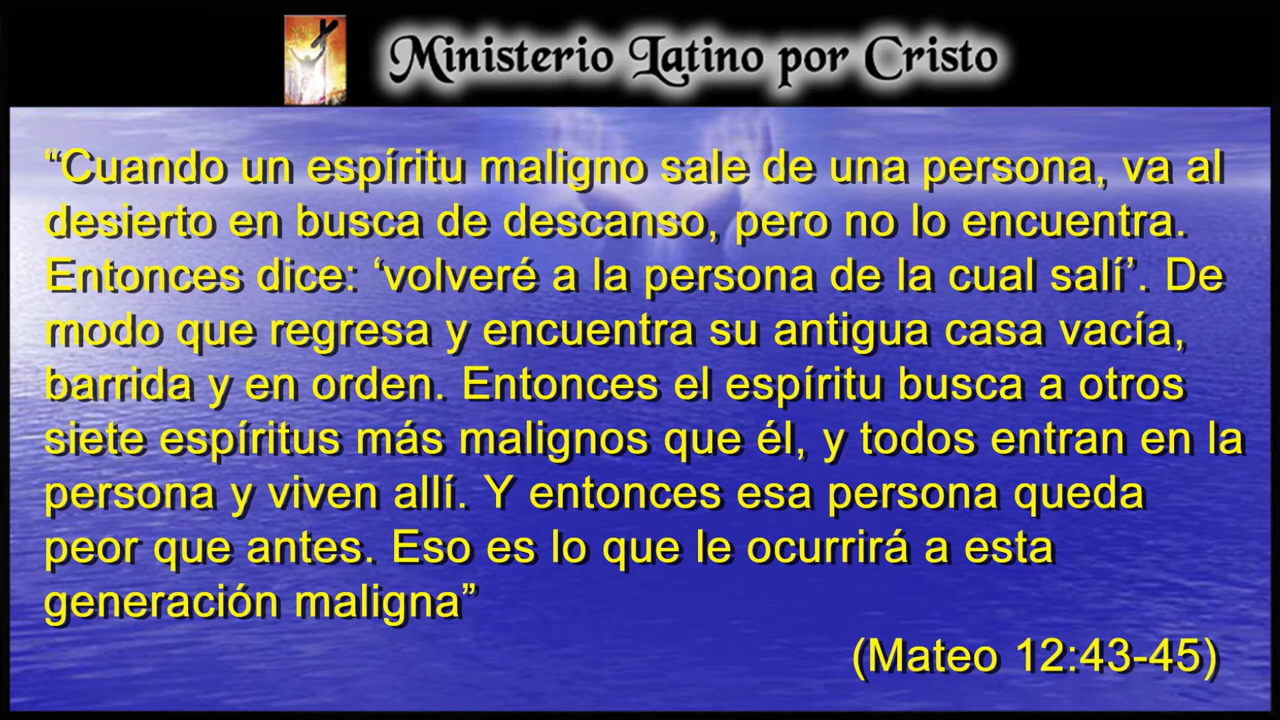 Ministerio Latino por Cristo
“Cuando un espíritu maligno sale de una persona, va al
desierto en busca de descanso, pero no lo encuentra.
Entonces dice: ‘volveré a la persona de la cual salí’. De
modo que regresa y encuentra su antigua casa vacía,
barrida y en orden. Entonces el espíritu busca a otros
siete espíritus más malignos que él, y todos entran en la
persona y viven allí. Y entonces esa persona queda
peor que antes. Eso es lo que le ocurrirá a esta
generación maligna”
(Mateo 12:43-45)